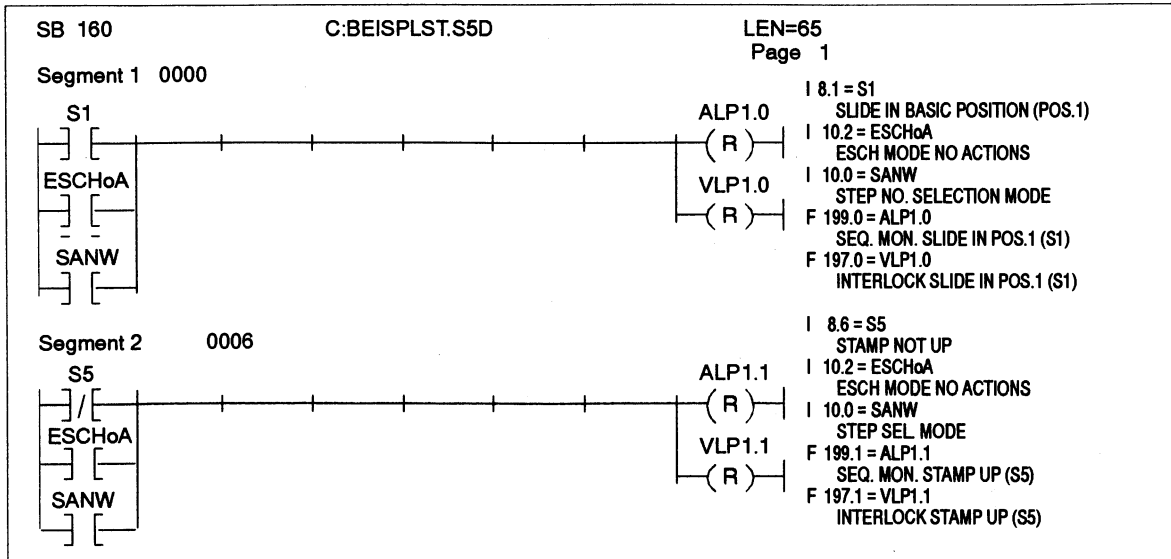 SB 160 C:BEISPLST.S5D LEN=65
Page 1
Segment 1 0000
S1
ESCHoA
SANW
ALP1.0
( R )
VLP1.0
( R )
I 8.1 = S1
SLIDE IN BASIC POSITION (POS.1)
I 10.2 = ESCHoA
ESCH MODE NO ACTIONS
I 10.0 = SANW
STEP NO. SELECTION MODE
F 199.0 = ALP1.0
SEQ. MON. SLIDE IN POS.1 (S1)
F 197.0 = VLP1.0
INTERLOCK SLIDE IN POS.1 (S1)
Segment 2 0006
S5
ESCHoA
SANW
ALP1.1
( R )
VLP1.1
( R )
I 8.6 = S5
STAMP NOT UP
I 10.2 = ESCHoA
ESCH MODE NO ACTIONS
I 10.0 = SANW
STEP SEL. MODE
F 199.1 = ALP1.1
SEQ. MON. STAMP UP (S5)
F 197.1 = VLP1.1
INTERLOCK STAMP UP (S5)